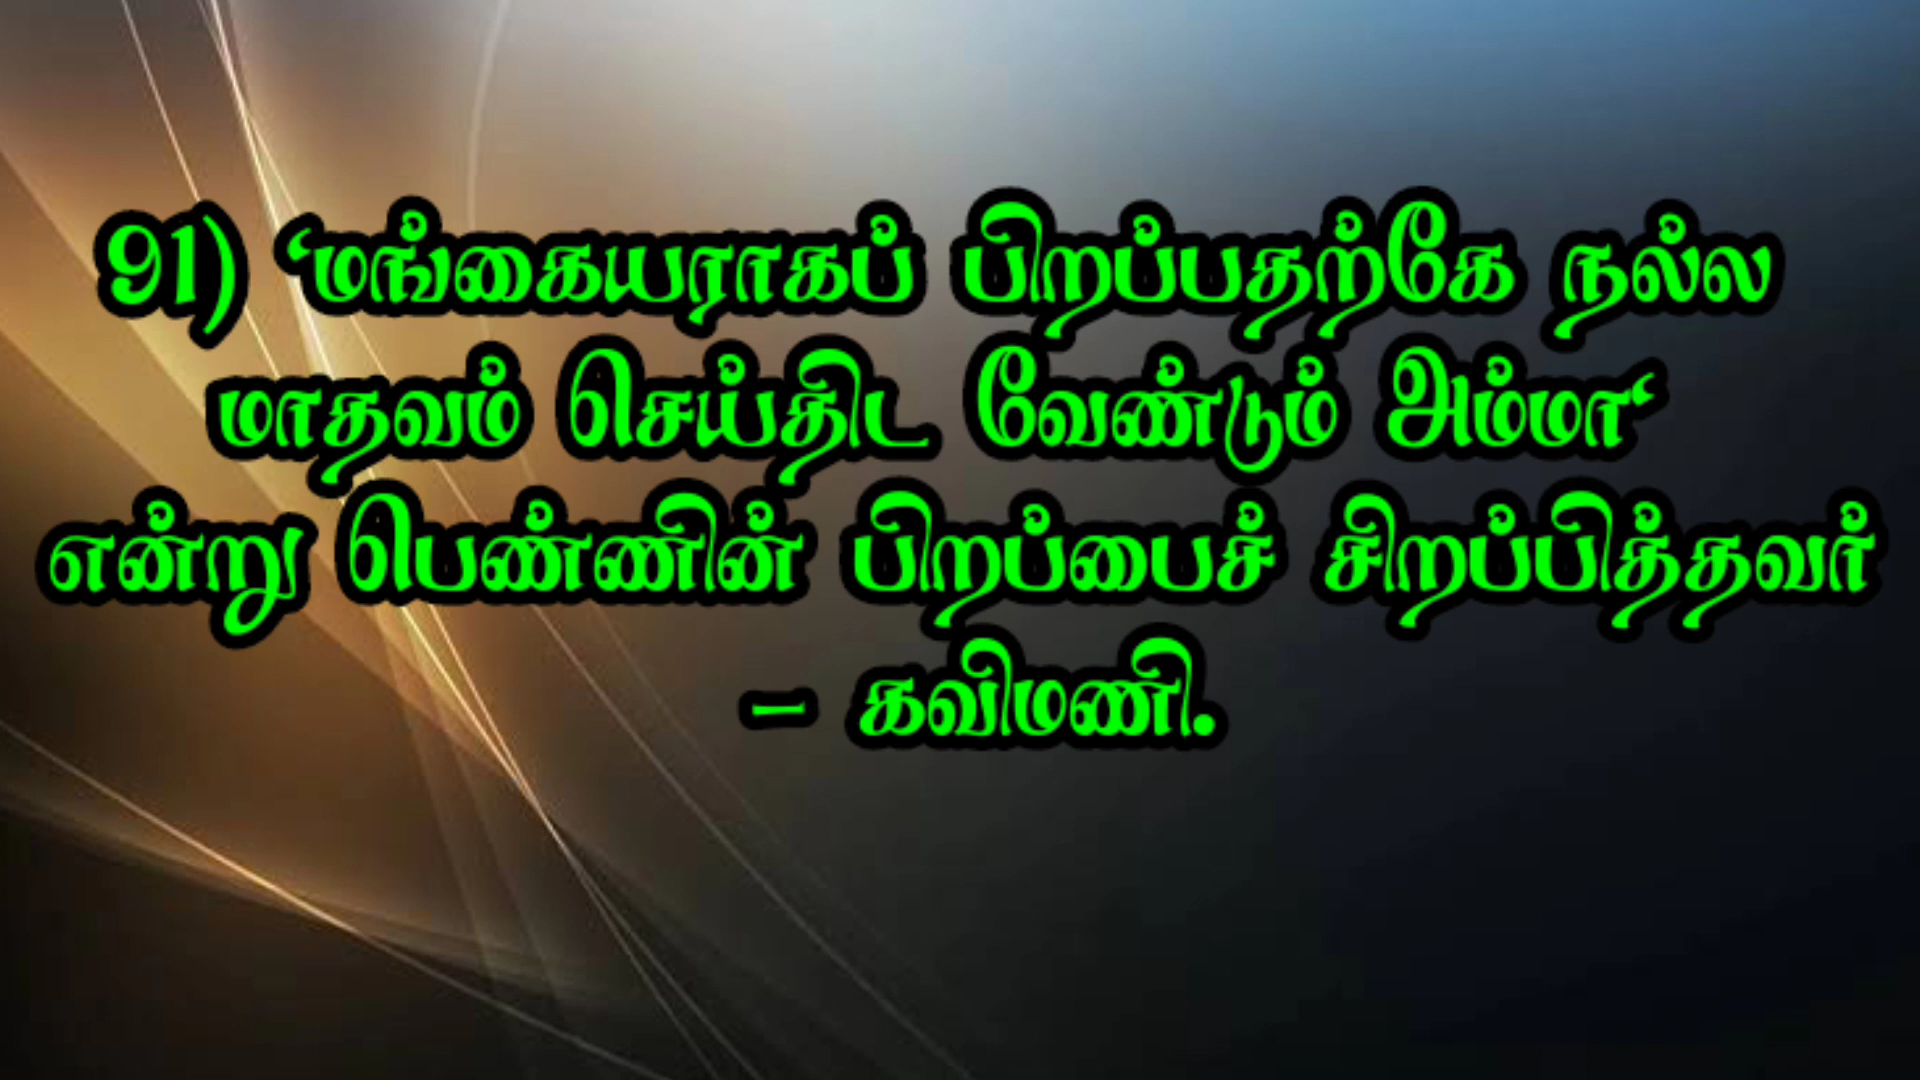 91) ‘மங்கையராகப் பிறப்பதற்கே நல்ல
மாதவம் செய்திட வேண்டும் அம்மா‘
என்று பெண்ணின் பிறப்பைச் சிறப்பித்தவர்
– கவிமணி.